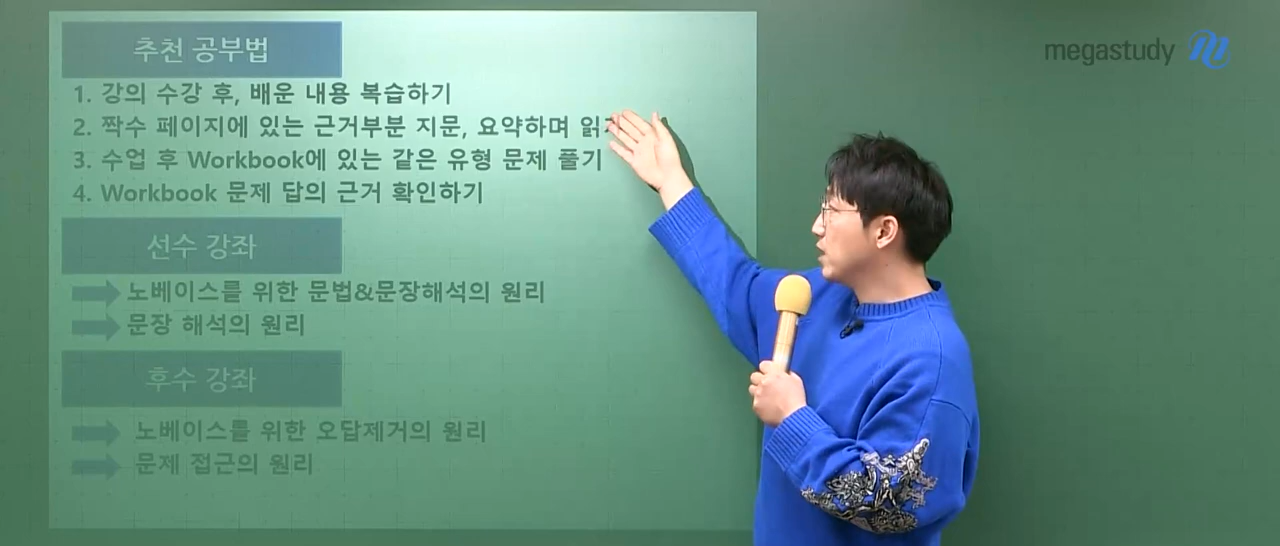 추천 공부법
megastudy
1. 강의 수강 후, 배운 내용 복습하기
2. 짝수 페이지에 있는 근거부분 지문, 요약하며
3. 수업 후 Workbook에 있는 같은 유형 문제 풀기
4. Workbook 문제 답의 근거 확인하기
선수 강좌
노베이스를 위한 문법&문장해석의 원리
문장 해석의 원리
후수 강좌
노베이스를 위한 오답제거의 원리
문제 접근의 원리